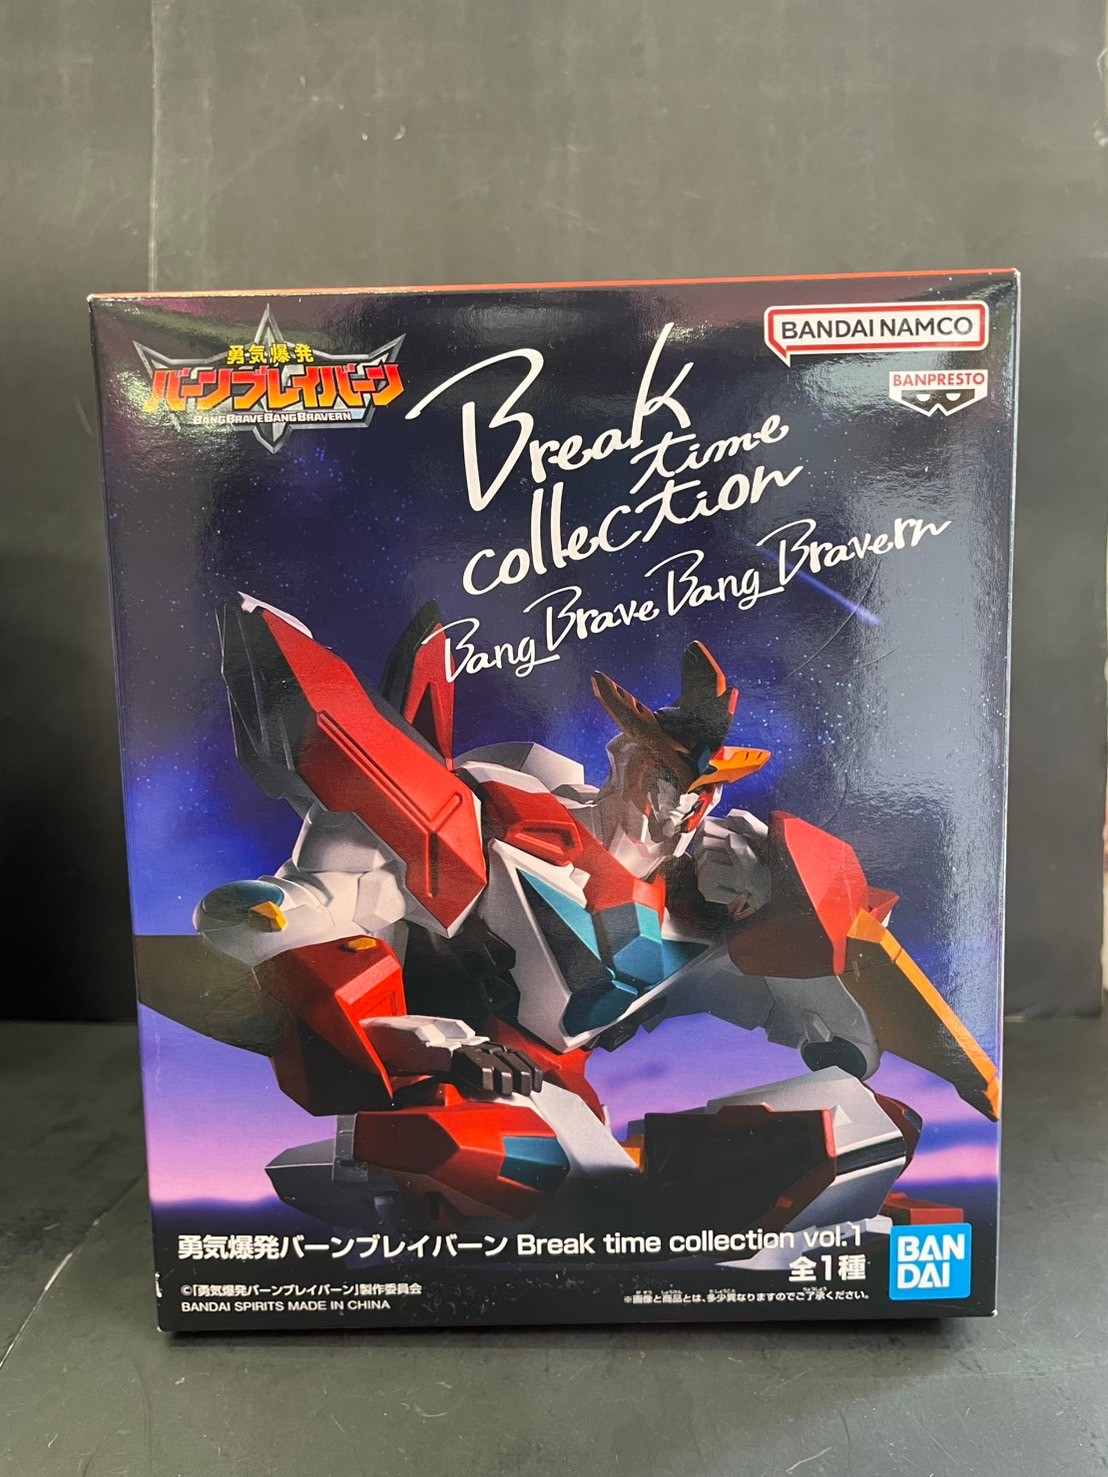 勇気爆発
バーンブレイバーン
BANG BRAVE BANG BRAVERN
Break
time
collection
Bang Brave Bang Bravern
BANDAI NAMCO
BANPRESTO
勇気爆発バーンブレイバーン Break time collection vol.1
全1種
©「勇気爆発バーンブレイバーン」製作委員会
BANDAI SPIRITS MADE IN CHINA
※画像と商品とは、多少異なりますのでご了承ください。
BAN
DAI